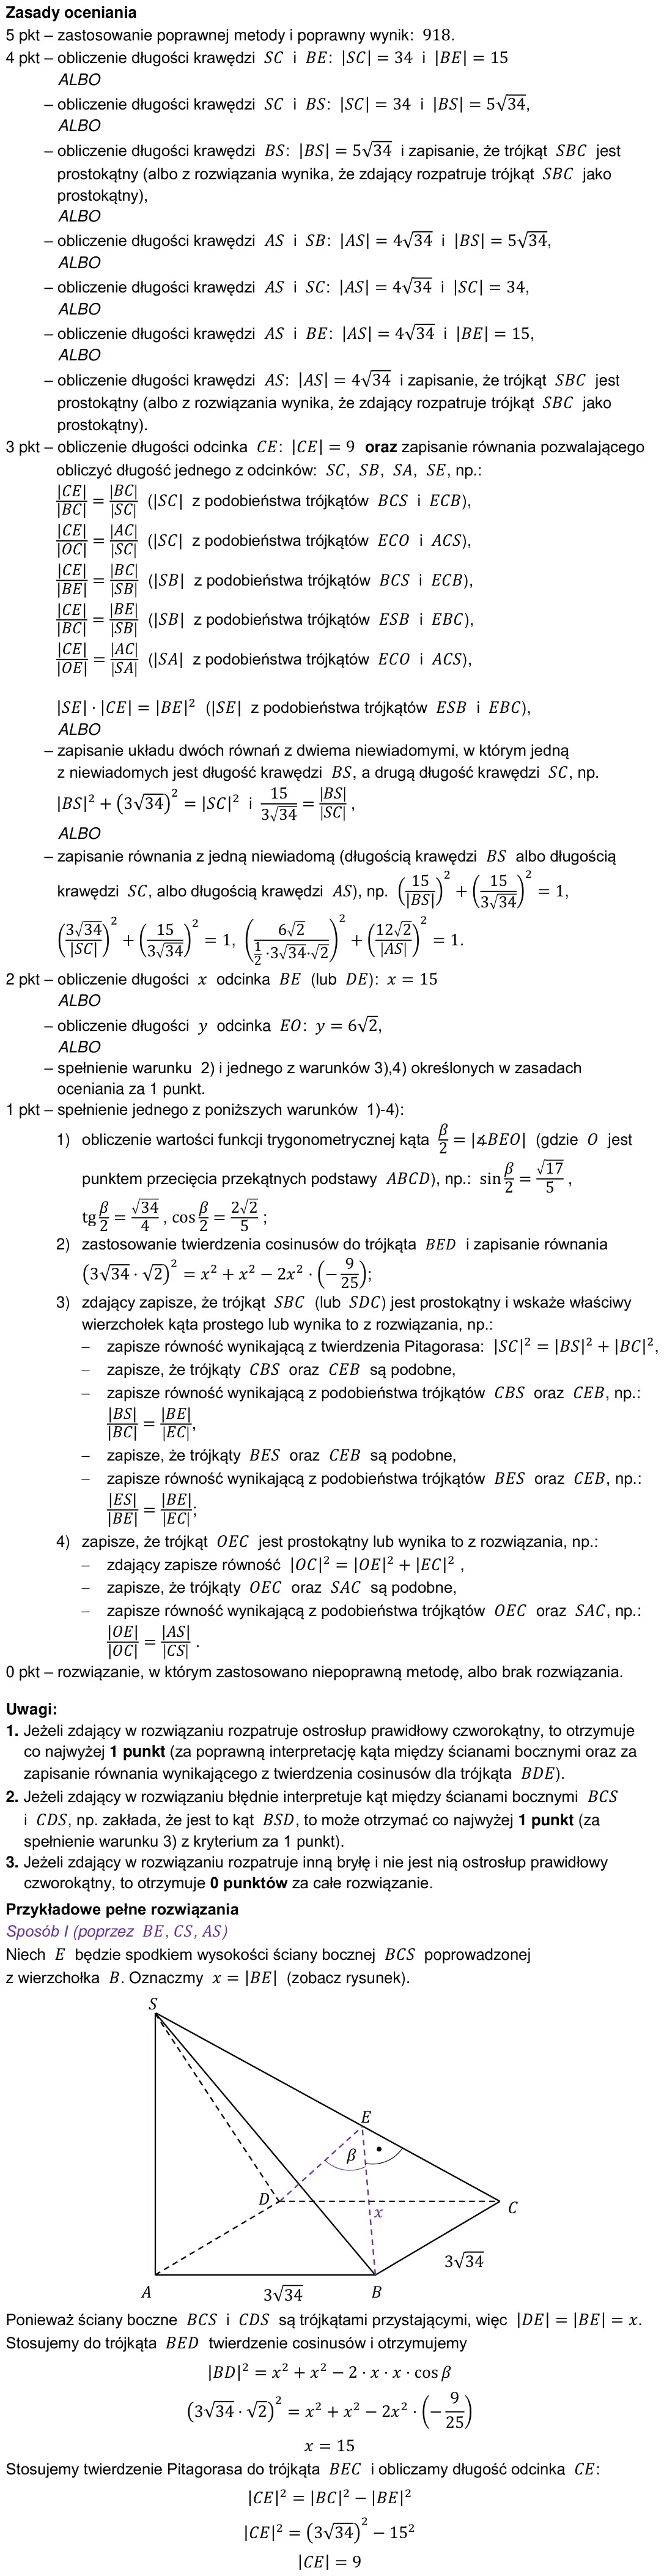 Zasady oceniania
5 pkt – zastosowanie poprawnej metody i poprawny wynik: 918.
4 pkt – obliczenie długości krawędzi SC i BE: |SC| = 34 i |BE| = 15
ALBO
– obliczenie długości krawędzi SC i BS: |SC| = 34 i |BS| = 5√34,
ALBO
– obliczenie długości krawędzi BS: |BS| = 5√34 i zapisanie, że trójkąt SBC jest
prostokątny (albo z rozwiązania wynika, że zdający rozpatruje trójkąt SBC jako
prostokątny),
ALBO
– obliczenie długości krawędzi AS i SB: |AS| = 4√34 i |BS| = 5√34,
ALBO
– obliczenie długości krawędzi AS i SC: |AS| = 4√34 i |SC| = 34,
ALBO
– obliczenie długości krawędzi AS i BE: |AS| = 4√34 i |BE| = 15,
ALBO
– obliczenie długości krawędzi AS: |AS| = 4√34 i zapisanie, że trójkąt SBC jest
prostokątny (albo z rozwiązania wynika, że zdający rozpatruje trójkąt SBC jako
prostokątny).
3 pkt – obliczenie długości odcinka CE: |CE| = 9 oraz zapisanie równania pozwalającego
obliczyć długość jednego z odcinków: SC, SB, SA, SE, np.:
|CE|/|BC| = |BC|/|SC| (|SC| z podobieństwa trójkątów BCS i ECB),
|CE|/|OC| = |AC|/|SC| (|SC| z podobieństwa trójkątów ECO i ACS),
|CE|/|BE| = |BC|/|SB| (|SB| z podobieństwa trójkątów BCS i ECB),
|CE|/|BC| = |BE|/|SB| (|SB| z podobieństwa trójkątów ESB i EBC),
|CE|/|OE| = |AC|/|SA| (|SA| z podobieństwa trójkątów ECO i ACS),
|SE| · |CE| = |BE|² (|SE| z podobieństwa trójkątów ESB i EBC),
ALBO
– zapisanie układu dwóch równań z dwiema niewiadomymi, w którym jedną
z niewiadomych jest długość krawędzi BS, a drugą długość krawędzi SC, np.
|BS|² + (3√34)² = |SC|² i 15/(3√34) = |BS|/|SC| ,
ALBO
– zapisanie równania z jedną niewiadomą (długością krawędzi BS albo długością
krawędzi SC, albo długością krawędzi AS), np. (15/|BS|)² + (15/(3√34))² = 1,
(3√34/|SC|)² + (15/(3√34))² = 1, (6√2/(1/2·3√34·√2))² + (12√2/|AS|)² = 1.
2 pkt – obliczenie długości x odcinka BE (lub DE): x = 15
ALBO
– obliczenie długości y odcinka EO: y = 6√2,
ALBO
– spełnienie warunku 2) i jednego z warunków 3),4) określonych w zasadach
oceniania za 1 punkt.
1 pkt – spełnienie jednego z poniższych warunków 1)-4):
1) obliczenie wartości funkcji trygonometrycznej kąta β/2 = |∡BEO| (gdzie O jest
punktem przecięcia przekątnych podstawy ABCD), np.: sin β/2 = √17/5 ,
tg β/2 = √34/4 , cos β/2 = 2√2/5 ;
2) zastosowanie twierdzenia cosinusów do trójkąta BED i zapisanie równania
(3√34 · √2)² = x² + x² − 2x² · (−9/25);
3) zdający zapisze, że trójkąt SBC (lub SDC) jest prostokątny i wskaże właściwy
wierzchołek kąta prostego lub wynika to z rozwiązania, np.:
– zapisze równość wynikającą z twierdzenia Pitagorasa: |SC|² = |BS|² + |BC|²,
– zapisze, że trójkąty CBS oraz CEB są podobne,
– zapisze równość wynikającą z podobieństwa trójkątów CBS oraz CEB, np.:
|BS|/|BC| = |BE|/|EC|,
– zapisze, że trójkąty BES oraz CEB są podobne,
– zapisze równość wynikającą z podobieństwa trójkątów BES oraz CEB, np.:
|ES|/|BE| = |BE|/|EC|;
4) zapisze, że trójkąt OEC jest prostokątny lub wynika to z rozwiązania, np.:
– zdający zapisze równość |OC|² = |OE|² + |EC|² ,
– zapisze, że trójkąty OEC oraz SAC są podobne,
– zapisze równość wynikającą z podobieństwa trójkątów OEC oraz SAC, np.:
|OE|/|OC| = |AS|/|CS| .
0 pkt – rozwiązanie, w którym zastosowano niepoprawną metodę, albo brak rozwiązania.
Uwagi:
1. Jeżeli zdający w rozwiązaniu rozpatruje ostrosłup prawidłowy czworokątny, to otrzymuje
co najwyżej 1 punkt (za poprawną interpretację kąta między ścianami bocznymi oraz za
zapisanie równania wynikającego z twierdzenia cosinusów dla trójkąta BDE).
2. Jeżeli zdający w rozwiązaniu błędnie interpretuje kąt między ścianami bocznymi BCS
i CDS, np. zakłada, że jest to kąt BSD, to może otrzymać co najwyżej 1 punkt (za
spełnienie warunku 3) z kryterium za 1 punkt).
3. Jeżeli zdający w rozwiązaniu rozpatruje inną bryłę i nie jest nią ostrosłup prawidłowy
czworokątny, to otrzymuje 0 punktów za całe rozwiązanie.
Przykładowe pełne rozwiązania
Sposób I (poprzez BE, CS, AS)
Niech E będzie spodkiem wysokości ściany bocznej BCS poprowadzonej
z wierzchołka B. Oznaczmy x = |BE| (zobacz rysunek).
S
E
β
D
C
x
3√34
A
3√34
B
Ponieważ ściany boczne BCS i CDS są trójkątami przystającymi, więc |DE| = |BE| = x.
Stosujemy do trójkąta BED twierdzenie cosinusów i otrzymujemy
|BD|² = x² + x² − 2 · x · x · cos β
(3√34 · √2)² = x² + x² − 2x² · (−9/25)
x = 15
Stosujemy twierdzenie Pitagorasa do trójkąta BEC i obliczamy długość odcinka CE:
|CE|² = |BC|² − |BE|²
|CE|² = (3√34)² − 15²
|CE| = 9